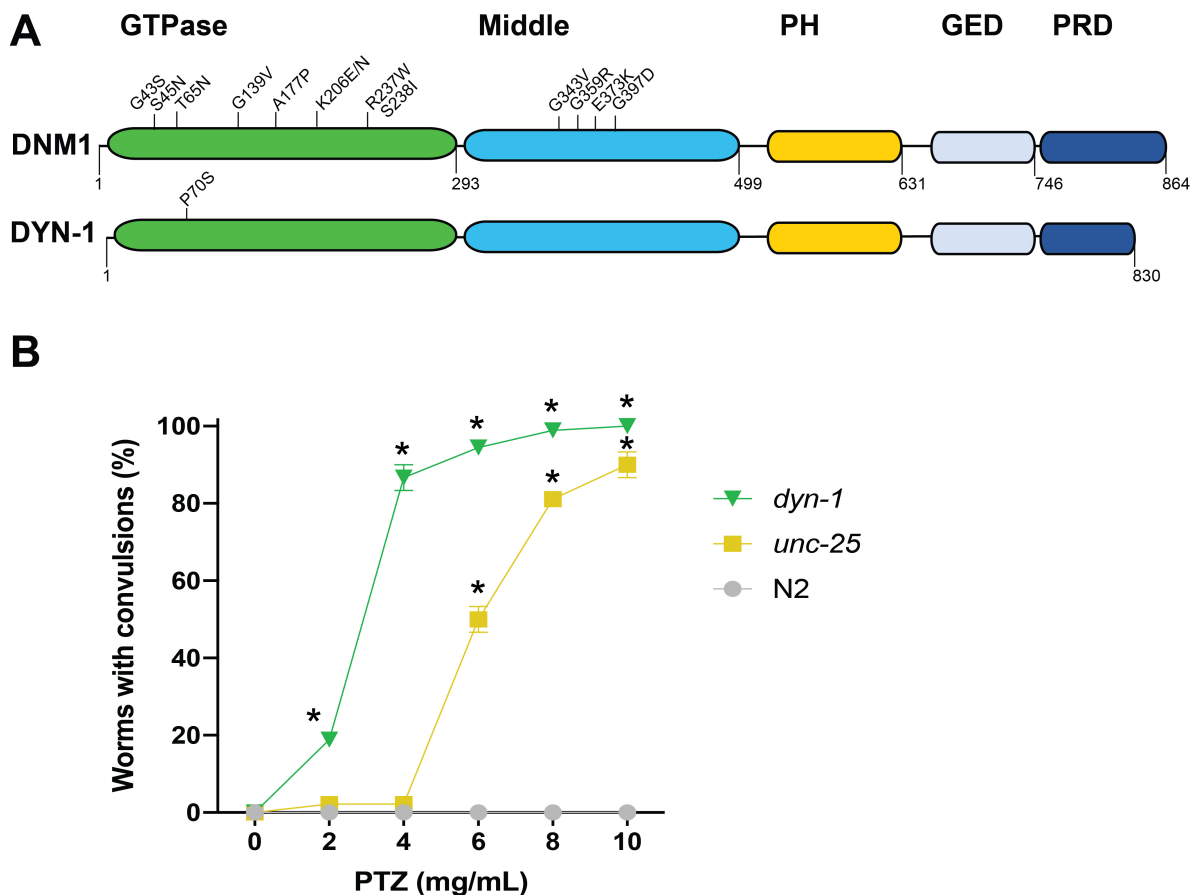 A
GTPase Middle PH GED PRD
G43S S45N T65N G139V A177P K206E/N R237W S238I G343V G359R E373K G397D
DNM1
1 293 499 631 746 864
P70S
DYN-1
1 830
B
Worms with convulsions (%)
100
80
60
40
20
0
* * * * *
* * *
0 2 4 6 8 10
PTZ (mg/mL)
dyn-1
unc-25
N2